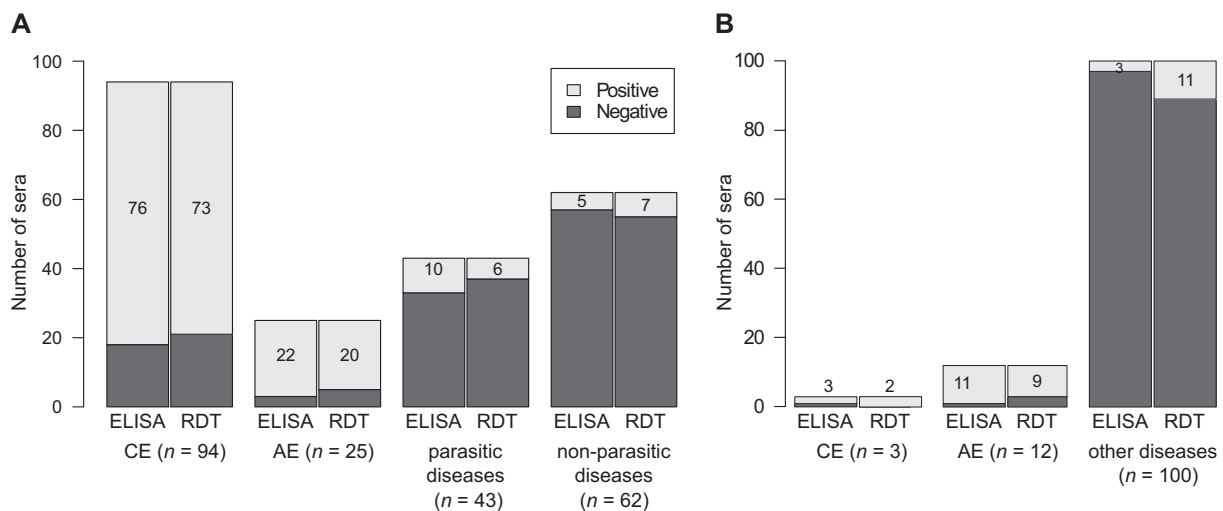 A
Number of sera
100
80
60
40
20
0
76
73
22
20
10
6
5
7
Positive
Negative
ELISA RDT
CE (n = 94)
ELISA RDT
AE (n = 25)
ELISA RDT
parasitic
diseases
(n = 43)
ELISA RDT
non-parasitic
diseases
(n = 62)
B
Number of sera
100
80
60
40
20
0
3
2
11
9
3
11
ELISA RDT
CE (n = 3)
ELISA RDT
AE (n = 12)
ELISA RDT
other diseases
(n = 100)